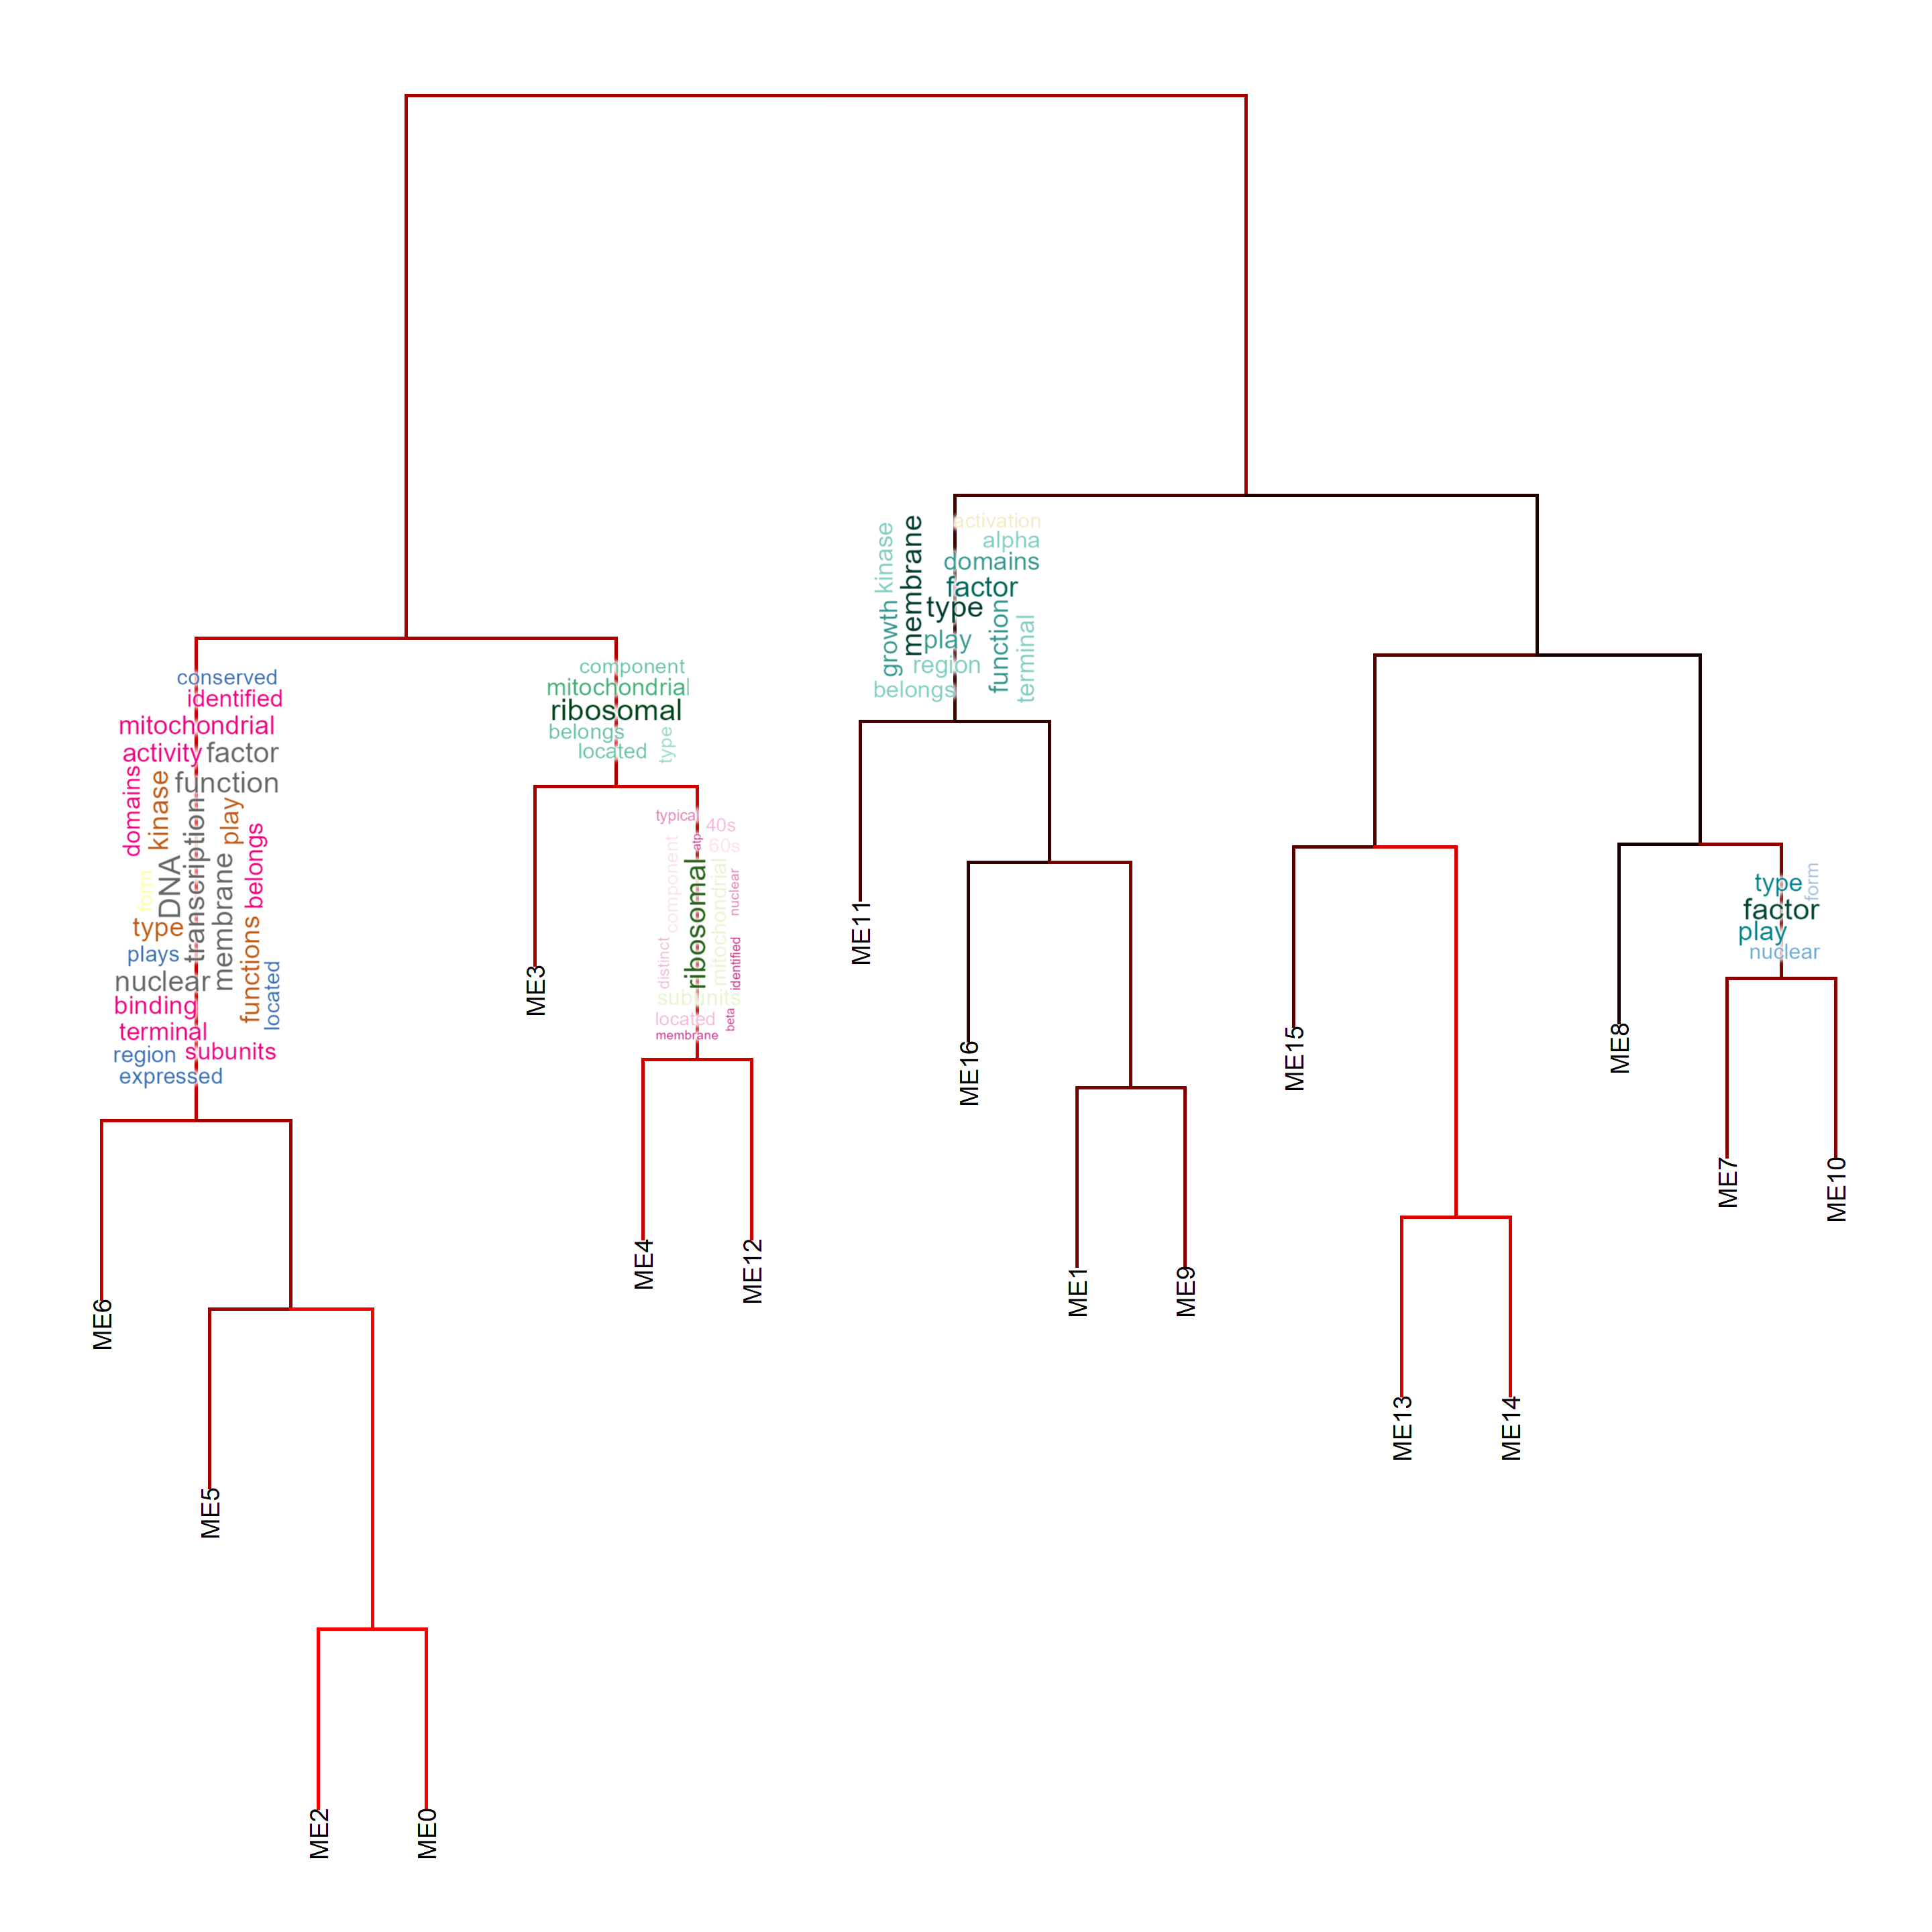 conserved
identified
mitochondrial
activity factor
function
domains
kinase
transcription
play
belongs
form
DNA
membrane
type
plays
functions
located
nuclear
binding
terminal
region subunits
expressed
component
mitochondrial
ribosomal
belongs
located
type
typical
40s
atp
60s
component
ribosomal
mitochondrial
nuclear
distinct
identified
subunits
located
beta
membrane
kinase
membrane
activation
alpha
domains
factor
type
growth
play
function
terminal
region
belongs
type
form
factor
play
nuclear
ME6
ME5
ME2
ME0
ME3
ME4
ME12
ME11
ME16
ME1
ME9
ME15
ME13
ME14
ME8
ME7
ME10